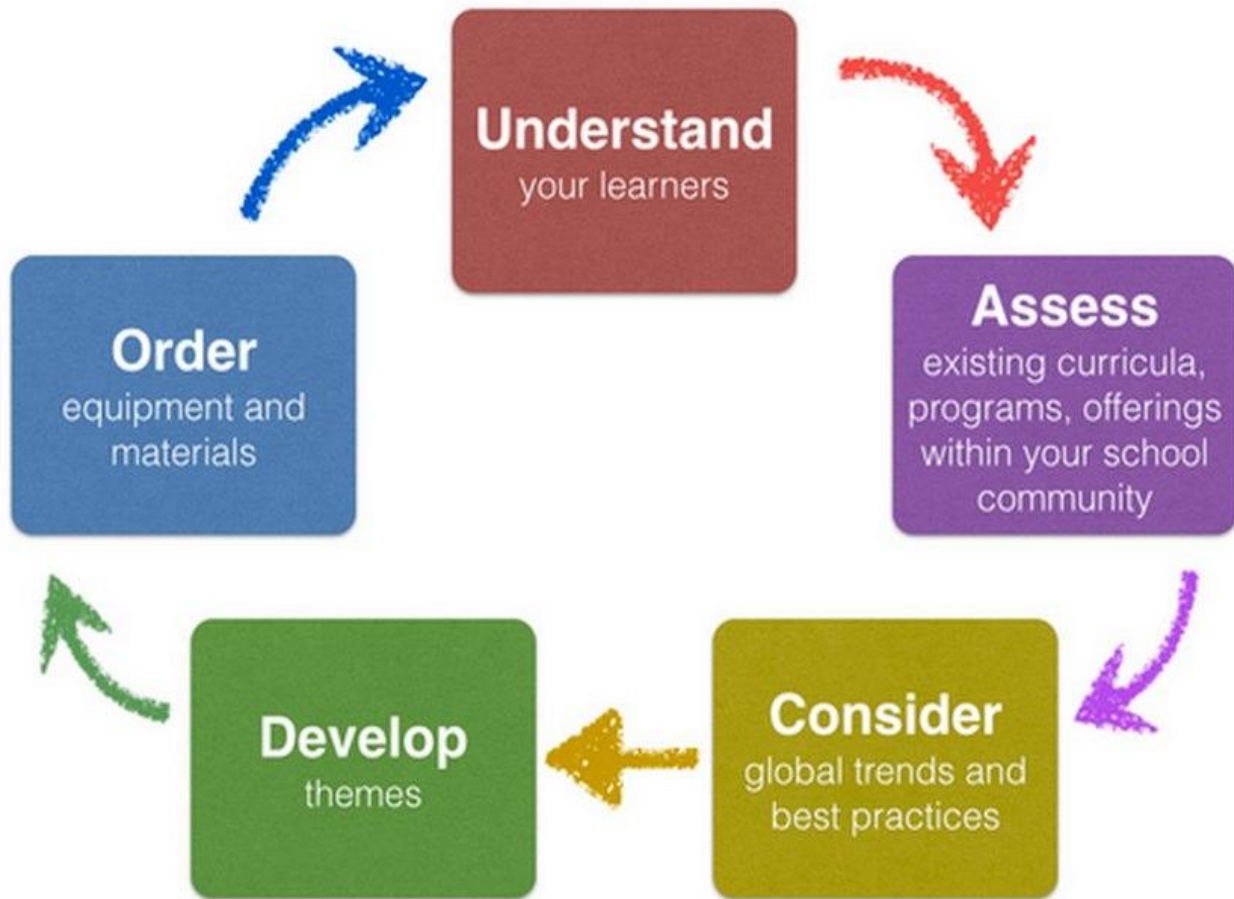 Understand
your learners
Assess
existing curricula,
programs, offerings
within your school
community
Consider
global trends and
best practices
Develop
themes
Order
equipment and
materials